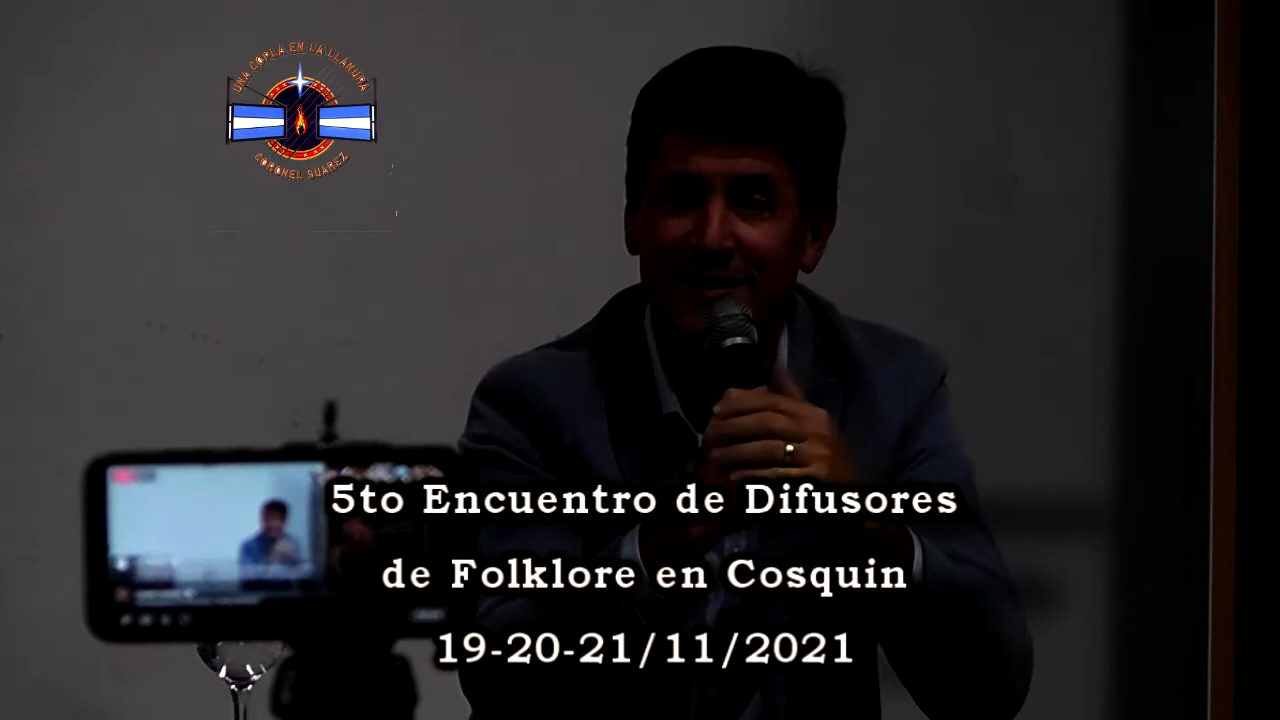 UNA COPLA EN LA LLANURA
CORONEL SUAREZ
5to Encuentro de Difusores
de Folklore en Cosquin
19-20-21/11/2021